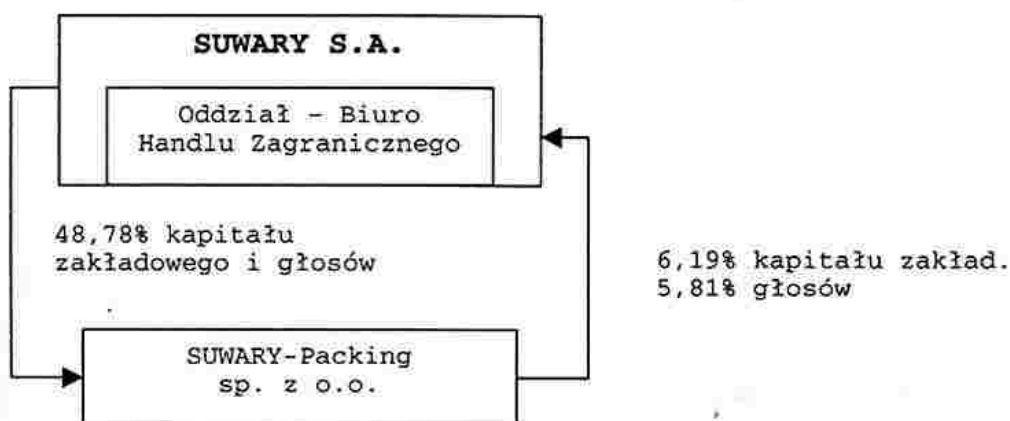 SUWARY S.A.
Oddział - Biuro
Handlu Zagranicznego
48,78% kapitału
zakładowego i głosów
6,19% kapitału zakład.
5,81% głosów
SUWARY-Packing
sp. z o.o.